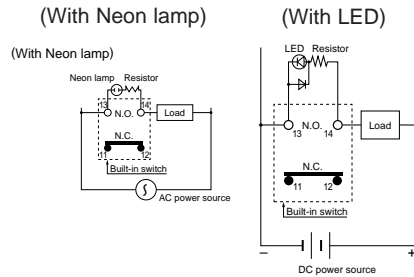 (With Neon lamp)
(With Neon lamp)
Neon lamp Resistor
13 14
N.O.
Load
N.C.
11 12
Built-in switch
AC power source
(With LED)
LED Resistor
N.O.
13 14
Load
N.C.
11 12
Built-in switch
− +
DC power source